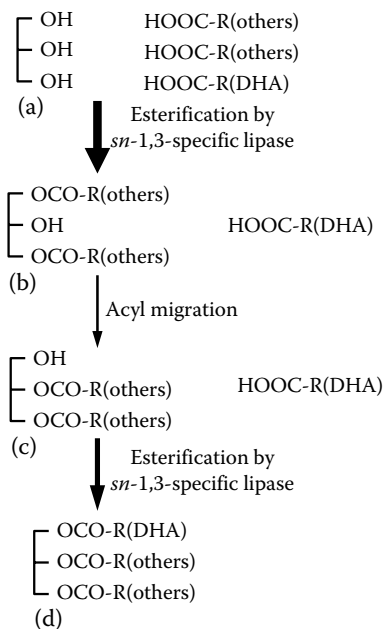 OH HOOC-R(others)
OH HOOC-R(others)
OH HOOC-R(DHA)
(a)
Esterification by
sn-1,3-specific lipase
OCO-R(others)
OH HOOC-R(DHA)
OCO-R(others)
(b)
Acyl migration
OH
OCO-R(others) HOOC-R(DHA)
OCO-R(others)
(c)
Esterification by
sn-1,3-specific lipase
OCO-R(DHA)
OCO-R(others)
OCO-R(others)
(d)